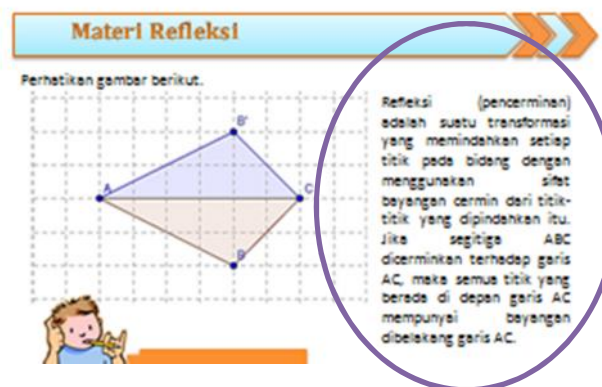 Materi Refleksi
Perhatikan gambar berikut.
B'
A
C
B
Refleksi (pencerminan)
adalah suatu transformasi
yang memindahkan setiap
titik pada bidang dengan
menggunakan sifat
bayangan cermin dari titik-
titik yang dipindahkan itu.
Jika segitiga ABC
dicerminkan terhadap garis
AC, maka semua titik yang
berada di depan garis AC
mempunyai bayangan
dibelakang garis AC.